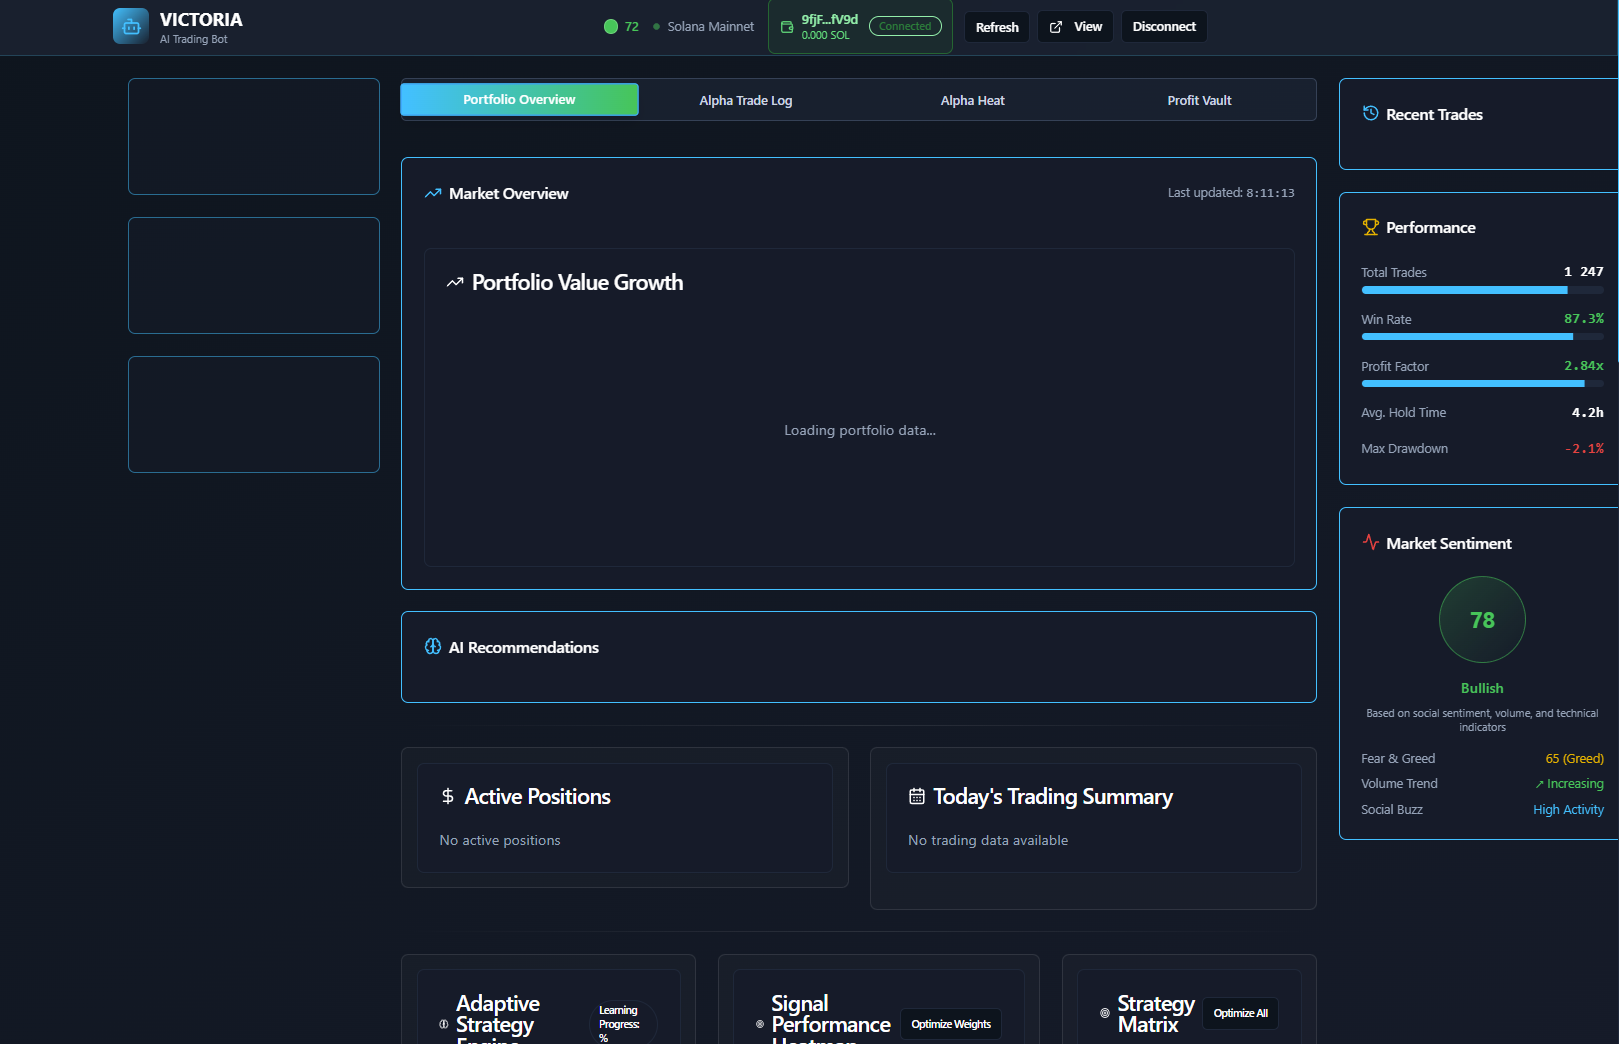 VICTORIA
AI Trading Bot
72
Solana Mainnet
9fjF...fV9d
0.000 SOL
Connected
Refresh
View
Disconnect
Portfolio Overview
Alpha Trade Log
Alpha Heat
Profit Vault
Market Overview
Last updated: 8:11:13
Portfolio Value Growth
Loading portfolio data...
AI Recommendations
Active Positions
No active positions
Today's Trading Summary
No trading data available
Adaptive
Strategy
Engine
Learning
Progress:
%
Signal
Performance
Heatmap
Optimize Weights
Strategy
Matrix
Optimize All
Recent Trades
Performance
Total Trades
1 247
Win Rate
87.3%
Profit Factor
2.84x
Avg. Hold Time
4.2h
Max Drawdown
-2.1%
Market Sentiment
78
Bullish
Based on social sentiment, volume, and technical
indicators
Fear & Greed
65 (Greed)
Volume Trend
↗ Increasing
Social Buzz
High Activity